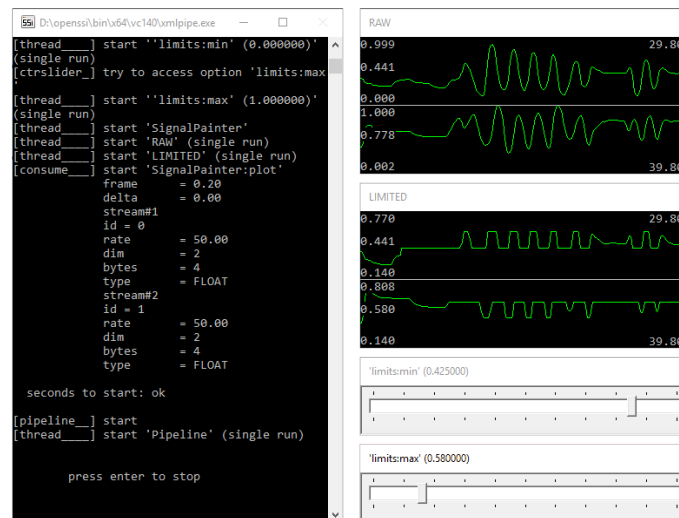 D:\openssi\bin\x64\vc140\xmlpipe.exe
[thread____] start ''limits:min' (0.000000)'
(single run)
[ctrslider_] try to access option 'limits:max
'
[thread____] start ''limits:max' (1.000000)'
(single run)
[thread____] start 'SignalPainter'
[thread____] start 'RAW' (single run)
[thread____] start 'LIMITED' (single run)
[consume___] start 'SignalPainter:plot'
frame = 0.20
delta = 0.00
stream#1
id = 0
rate = 50.00
dim = 2
bytes = 4
type = FLOAT
stream#2
id = 1
rate = 50.00
dim = 2
bytes = 4
type = FLOAT
seconds to start: ok
[pipeline__] start
[thread____] start 'Pipeline' (single run)
press enter to stop
RAW
0.999 29.80
0.441
0.000
1.000
0.778
0.002 39.80
LIMITED
0.770 29.80
0.441
0.140
0.808
0.580
0.140 39.80
'limits:min' (0.425000)
'limits:max' (0.580000)